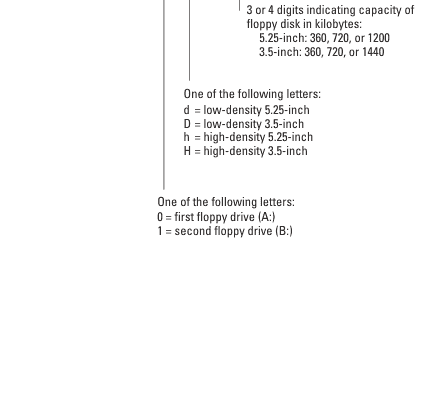 3 or 4 digits indicating capacity of
floppy disk in kilobytes:
5.25-inch: 360, 720, or 1200
3.5-inch: 360, 720, or 1440
One of the following letters:
d = low-density 5.25-inch
D = low-density 3.5-inch
h = high-density 5.25-inch
H = high-density 3.5-inch
One of the following letters:
0 = first floppy drive (A:)
1 = second floppy drive (B:)